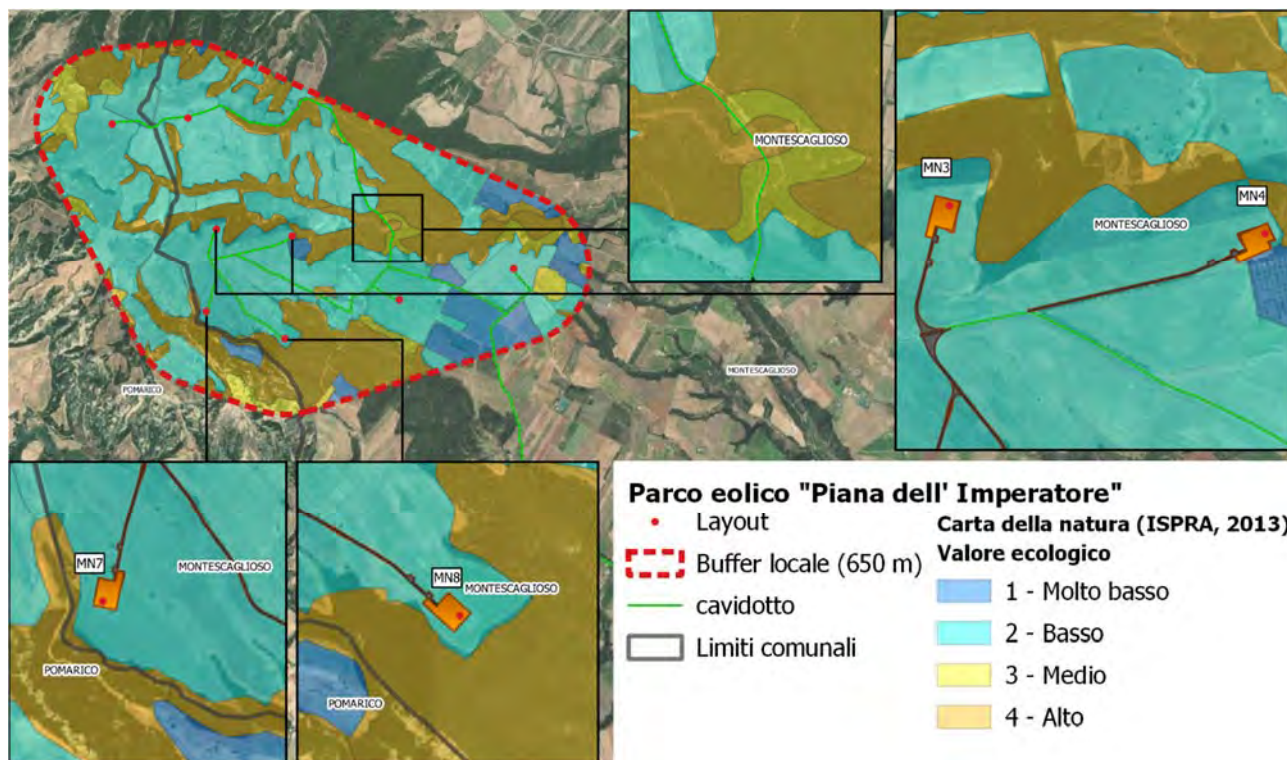 MONTESCAGLIOSO
MN3
MN4
MONTESCAGLIOSO
POMARICO
MONTESCAGLIOSO
MN7
MONTESCAGLIOSO
POMARICO
MN8
MONTESCAGLIOSO
POMARICO
Parco eolico "Piana dell' Imperatore"
Layout
Buffer locale (650 m)
cavidotto
Limiti comunali
Carta della natura (ISPRA, 2013)
Valore ecologico
1 - Molto basso
2 - Basso
3 - Medio
4 - Alto